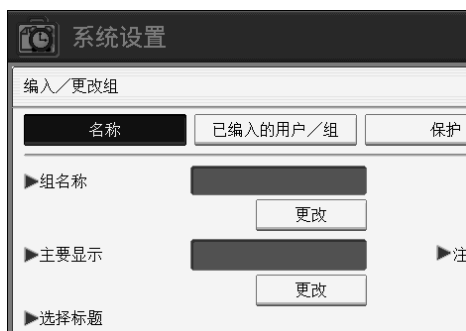 系统设置
编入／更改组
名称 已编入的用户／组 保护
▶组名称
更改
▶主要显示 ▶注
更改
▶选择标题